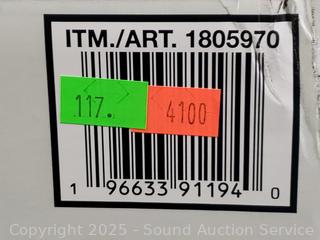 ITM./ART. 1805970
117.
4100
1 96633 91194 0
Copyright © 2025 - Sound Auction Service